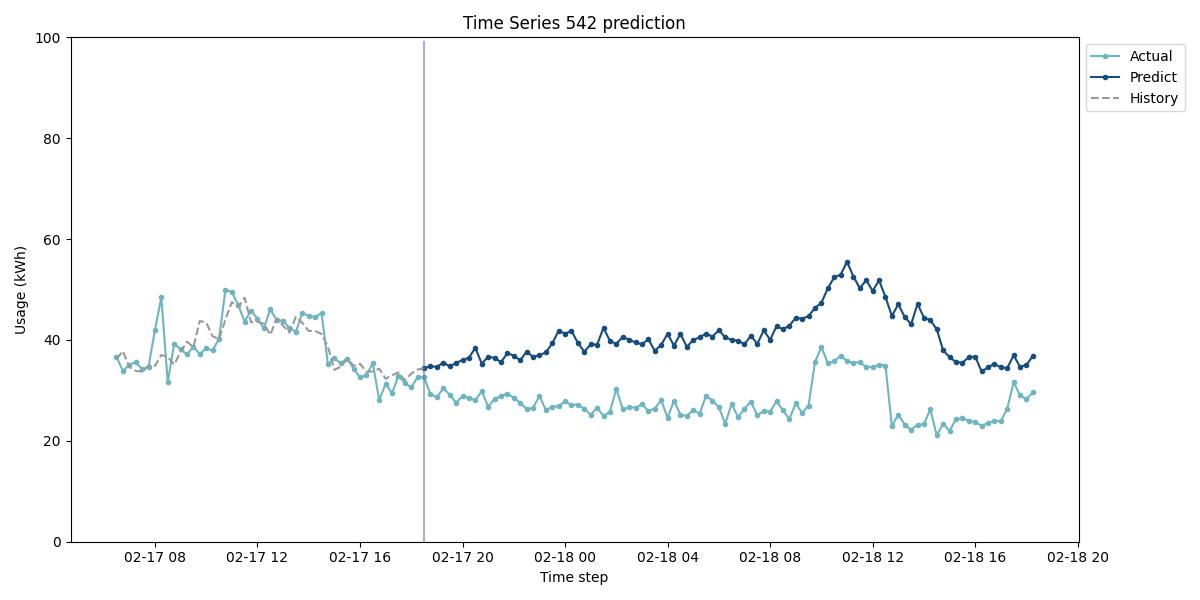 Time Series 542 prediction
Usage (kWh)
100
80
60
40
20
0
02-17 08
02-17 12
02-17 16
02-17 20
02-18 00
02-18 04
02-18 08
02-18 12
02-18 16
02-18 20
Time step
Actual
Predict
History